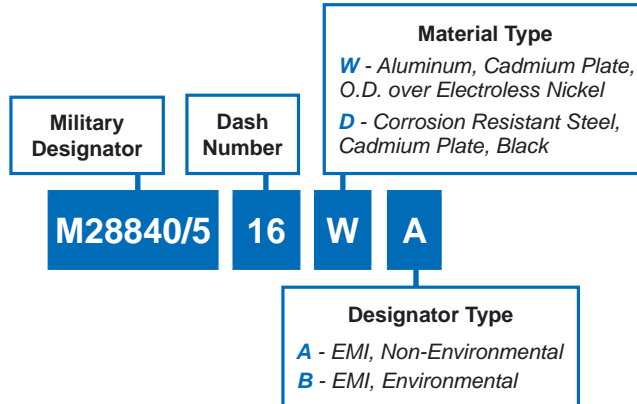 Material Type
W - Aluminum, Cadmium Plate,
O.D. over Electroless Nickel
D - Corrosion Resistant Steel,
Cadmium Plate, Black
Military
Designator
Dash
Number
M28840/5 16 W A
Designator Type
A - EMI, Non-Environmental
B - EMI, Environmental